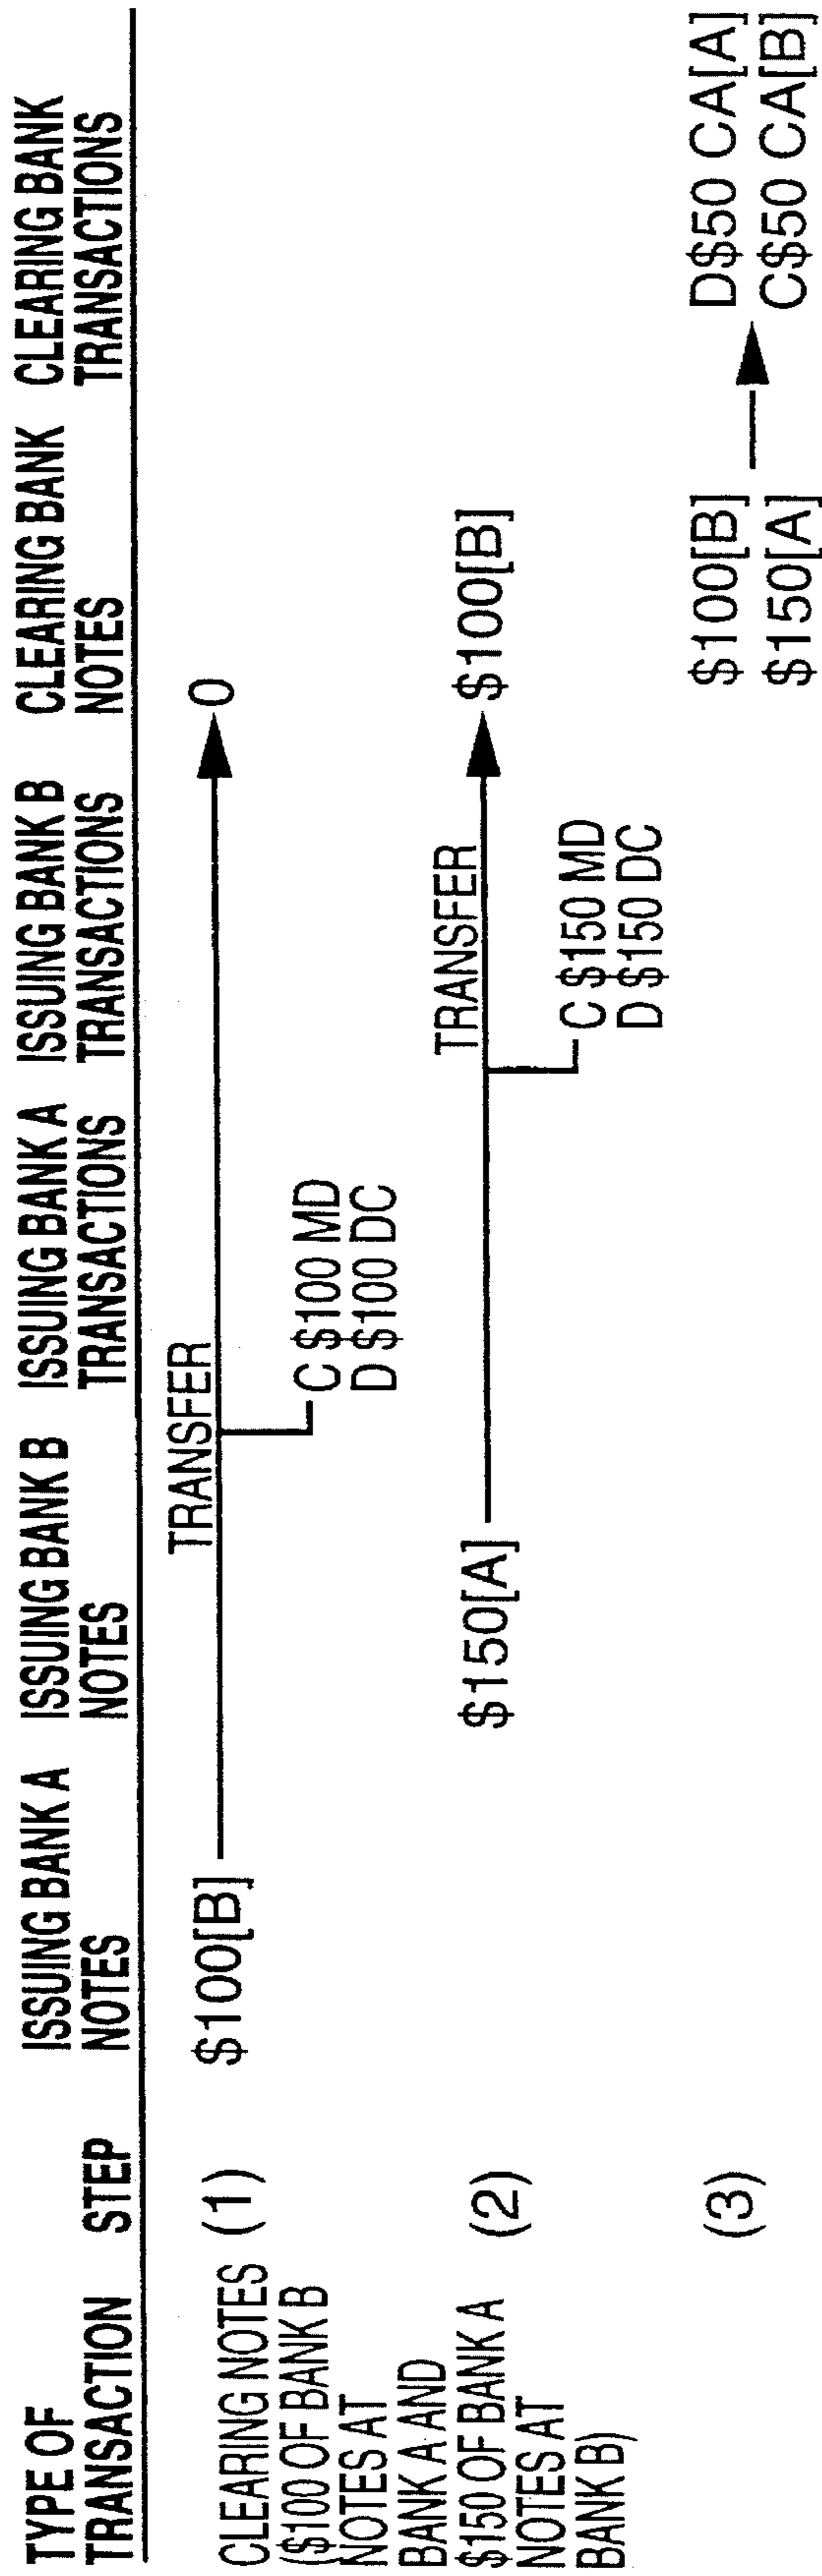 TYPE OF
TRANSACTION
STEP
ISSUING BANK A
NOTES
ISSUING BANK B
NOTES
ISSUING BANK A
TRANSACTIONS
ISSUING BANK B
TRANSACTIONS
CLEARING BANK
NOTES
CLEARING BANK
TRANSACTIONS
CLEARING NOTES
($100 OF BANK B
NOTES AT
BANK A AND
$150 OF BANK A
NOTES AT
BANK B)
(1)
$100[B]
TRANSFER
C $100 MD
D $100 DC
0
(2)
$150[A]
TRANSFER
C $150 MD
D $150 DC
$100[B]
(3)
$100[B]
$150[A]
D$50 CA[A]
C$50 CA[B]